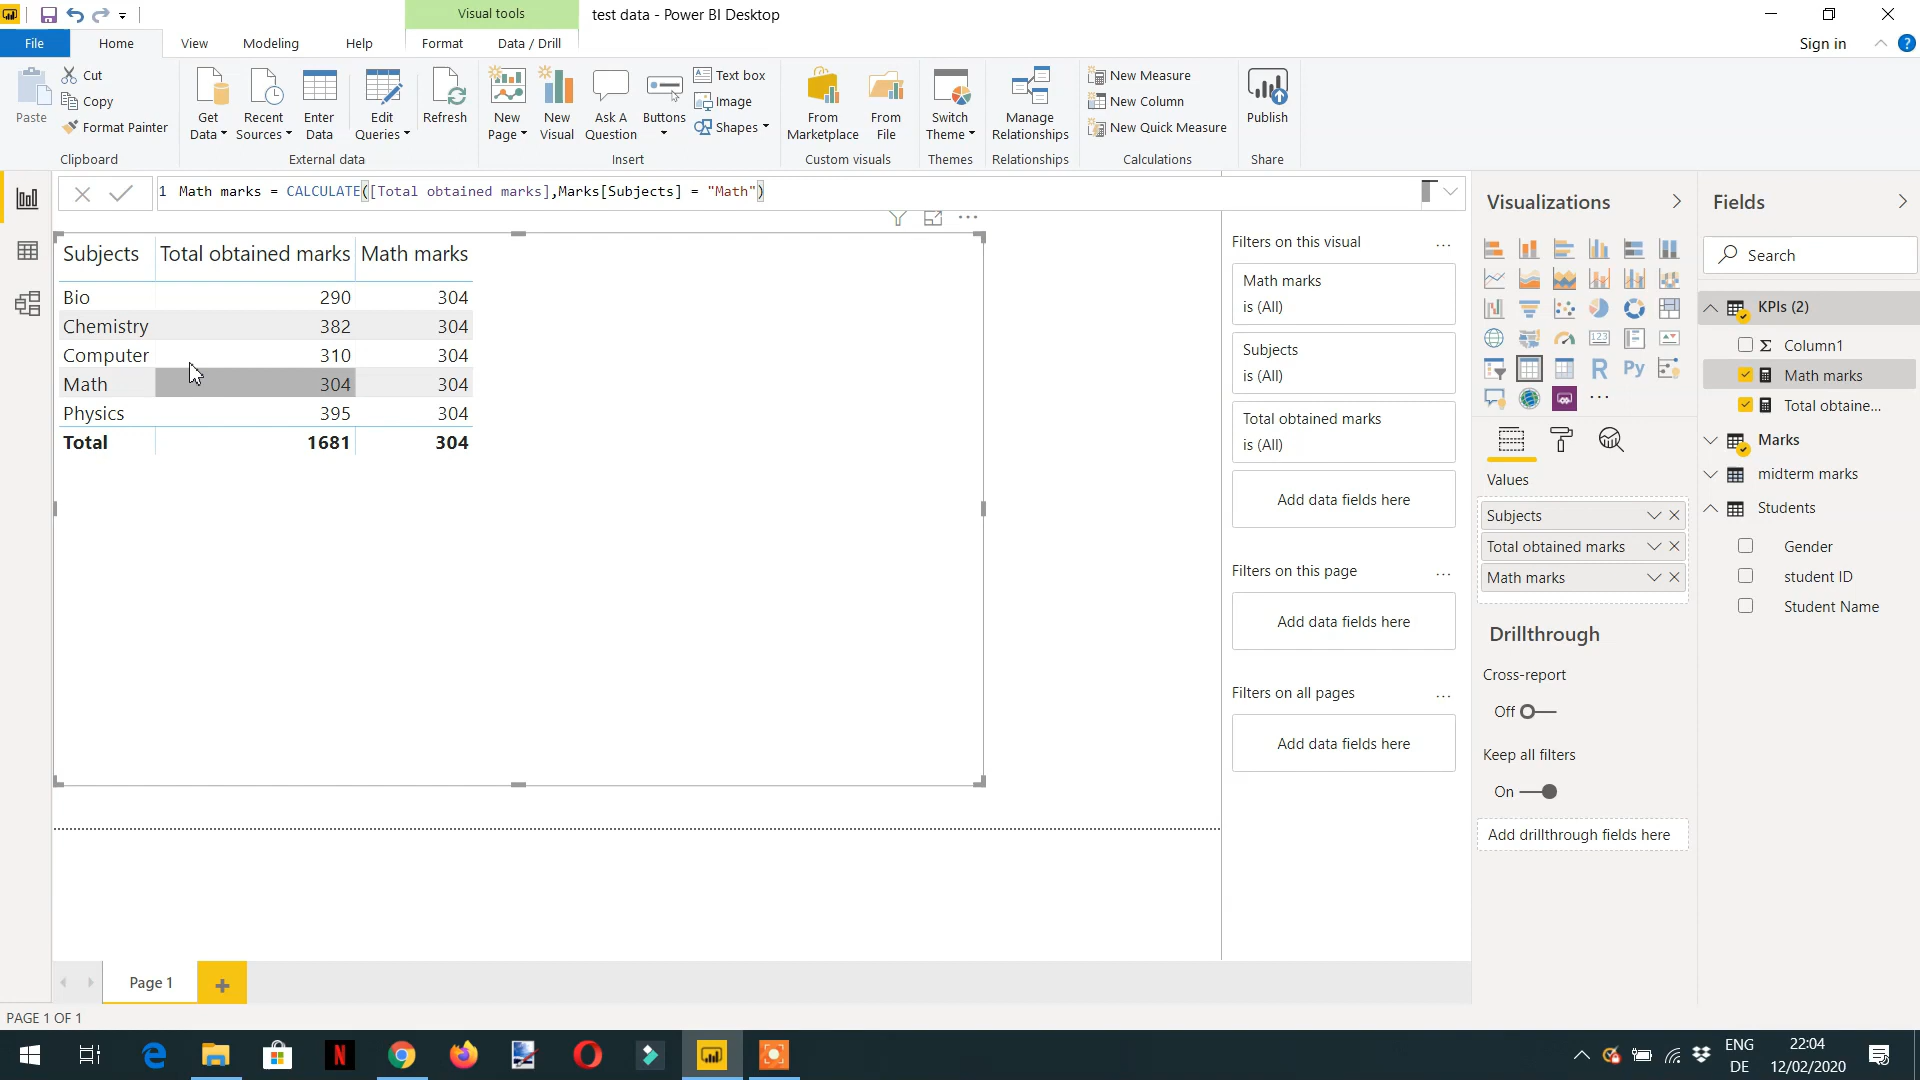 Visual tools
test data - Power BI Desktop
File
Home
View
Modeling
Help
Format
Data / Drill
Sign in
?
Paste
Cut
Copy
Format Painter
Clipboard
Get Data
Recent Sources
Enter Data
Edit Queries
Refresh
External data
New Page
New Visual
Ask A Question
Buttons
Text box
Image
Shapes
Insert
From Marketplace
From File
Custom visuals
Switch Theme
Themes
Manage Relationships
Relationships
New Measure
New Column
New Quick Measure
Calculations
Publish
Share
1 Math marks = CALCULATE([Total obtained marks],Marks[Subjects] = "Math")
Subjects Total obtained marks Math marks
Bio 290 304
Chemistry 382 304
Computer 310 304
Math 304 304
Physics 395 304
Total 1681 304
Filters on this visual ...
Math marks
is (All)
Subjects
is (All)
Total obtained marks
is (All)
Add data fields here
Filters on this page ...
Add data fields here
Filters on all pages ...
Add data fields here
Visualizations
R Py
123
Values
Subjects
Total obtained marks
Math marks
Drillthrough
Cross-report
Off
Keep all filters
On
Add drillthrough fields here
Fields
Search
KPIs (2)
Σ Column1
Math marks
Total obtaine...
Marks
midterm marks
Students
Gender
student ID
Student Name
Page 1
+
PAGE 1 OF 1
N
ENG
DE
22:04
12/02/2020